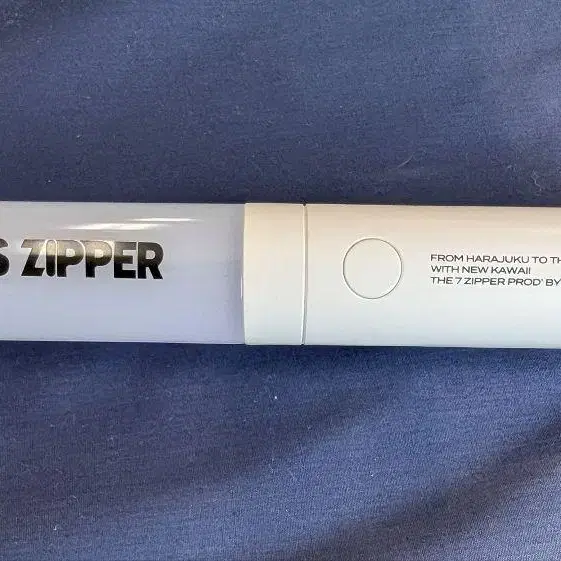 S ZIPPER
FROM HARAJUKU TO TH
WITH NEW KAWAII
THE 7 ZIPPER PROD' BY